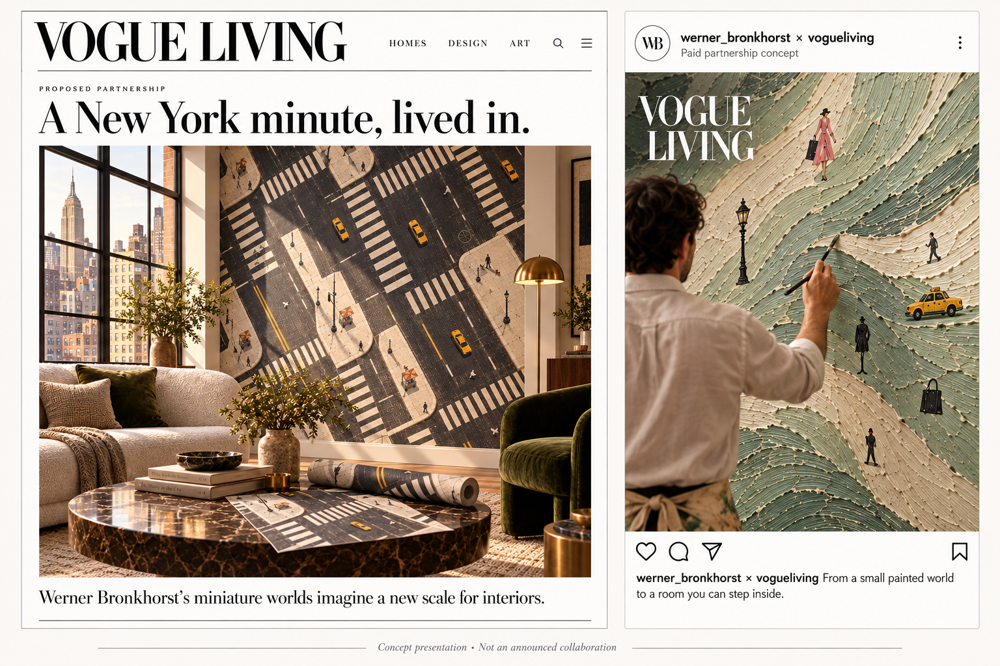 VOGUE LIVING
HOMES DESIGN ART
PROPOSED PARTNERSHIP
A New York minute, lived in.
Werner Bronkhorst’s miniature worlds imagine a new scale for interiors.
WB
werner_bronkhorst × vogueliving
Paid partnership concept
VOGUE
LIVING
werner_bronkhorst × vogueliving From a small painted world
to a room you can step inside.
Concept presentation • Not an announced collaboration